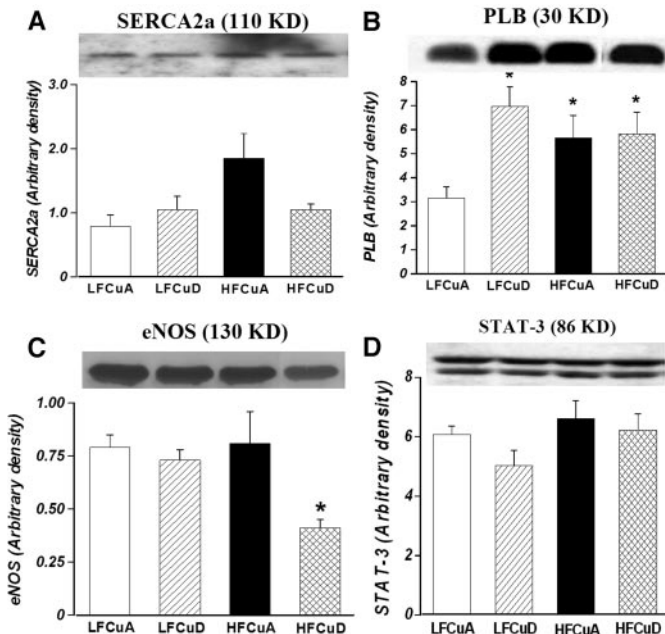 A
SERCA2a (110 KD)
3.0
2.0
1.0
0
SERCA2a (Arbitrary density)
LFCuA LFCuD HFCuA HFCuD
B
PLB (30 KD)
8
7
6
5
4
3
2
1
0
PLB (Arbitrary density)
* * *
LFCuA LFCuD HFCuA HFCuD
C
eNOS (130 KD)
1.00
0.75
0.50
0.25
0
eNOS (Arbitrary density)
*
LFCuA LFCuD HFCuA HFCuD
D
STAT-3 (86 KD)
8
6
4
2
0
STAT-3 (Arbitrary density)
LFCuA LFCuD HFCuA HFCuD